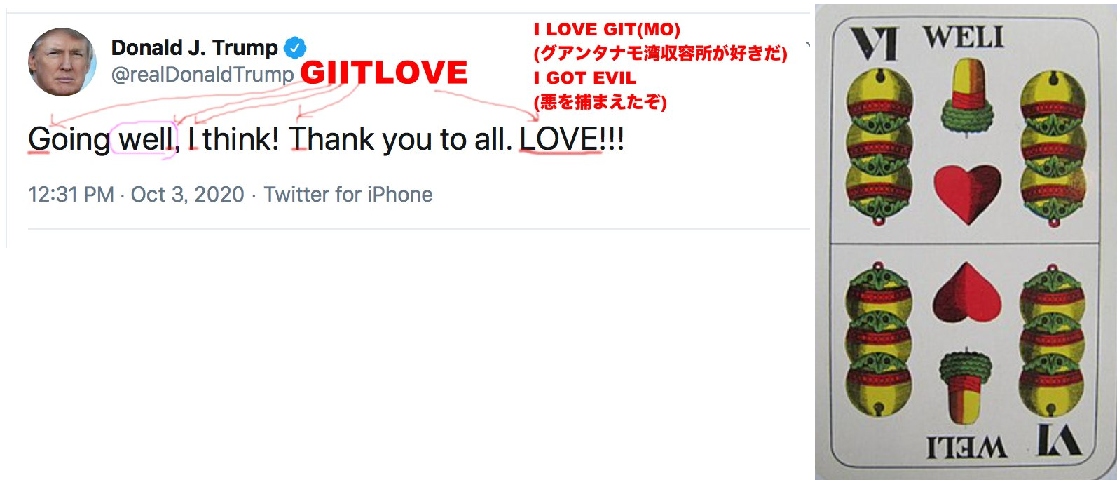 Donald J. Trump
@realDonaldTrump
GIITLOVE
I LOVE GIT(MO)
(グアンタナモ湾収容所が好きだ)
I GOT EVIL
(悪を捕まえたぞ)
Going well, I think! Thank you to all. LOVE!!!
12:31 PM · Oct 3, 2020 · Twitter for iPhone
VI WELI
WELI VI